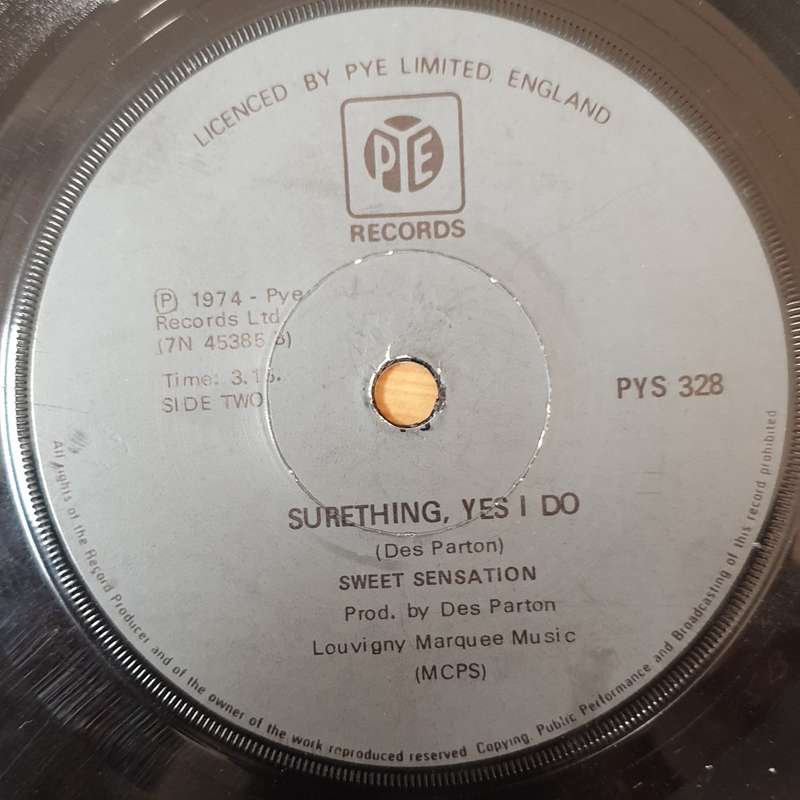 LICENCED BY PYE LIMITED, ENGLAND
PYE
RECORDS
Ⓟ 1974 - Pye
Records Ltd
(7N 45385 B)
Time: 3.15.
SIDE TWO
PYS 328
SURETHING, YES I DO
(Des Parton)
SWEET SENSATION
Prod. by Des Parton
Louvigny Marquee Music
(MCPS)
All rights of the Record Producer and of the owner of the work reproduced reserved. Copying, Public Performance and Broadcasting of this record prohibited